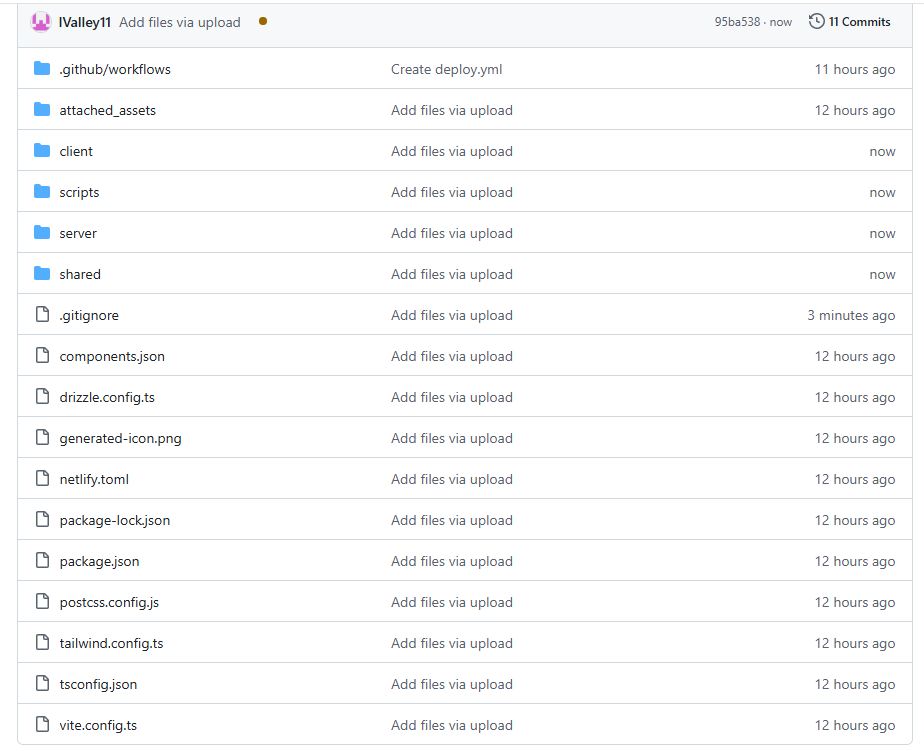 IValley11 Add files via upload 95ba538 · now 11 Commits
.github/workflows Create deploy.yml 11 hours ago
attached_assets Add files via upload 12 hours ago
client Add files via upload now
scripts Add files via upload now
server Add files via upload now
shared Add files via upload now
.gitignore Add files via upload 3 minutes ago
components.json Add files via upload 12 hours ago
drizzle.config.ts Add files via upload 12 hours ago
generated-icon.png Add files via upload 12 hours ago
netlify.toml Add files via upload 12 hours ago
package-lock.json Add files via upload 12 hours ago
package.json Add files via upload 12 hours ago
postcss.config.js Add files via upload 12 hours ago
tailwind.config.ts Add files via upload 12 hours ago
tsconfig.json Add files via upload 12 hours ago
vite.config.ts Add files via upload 12 hours ago